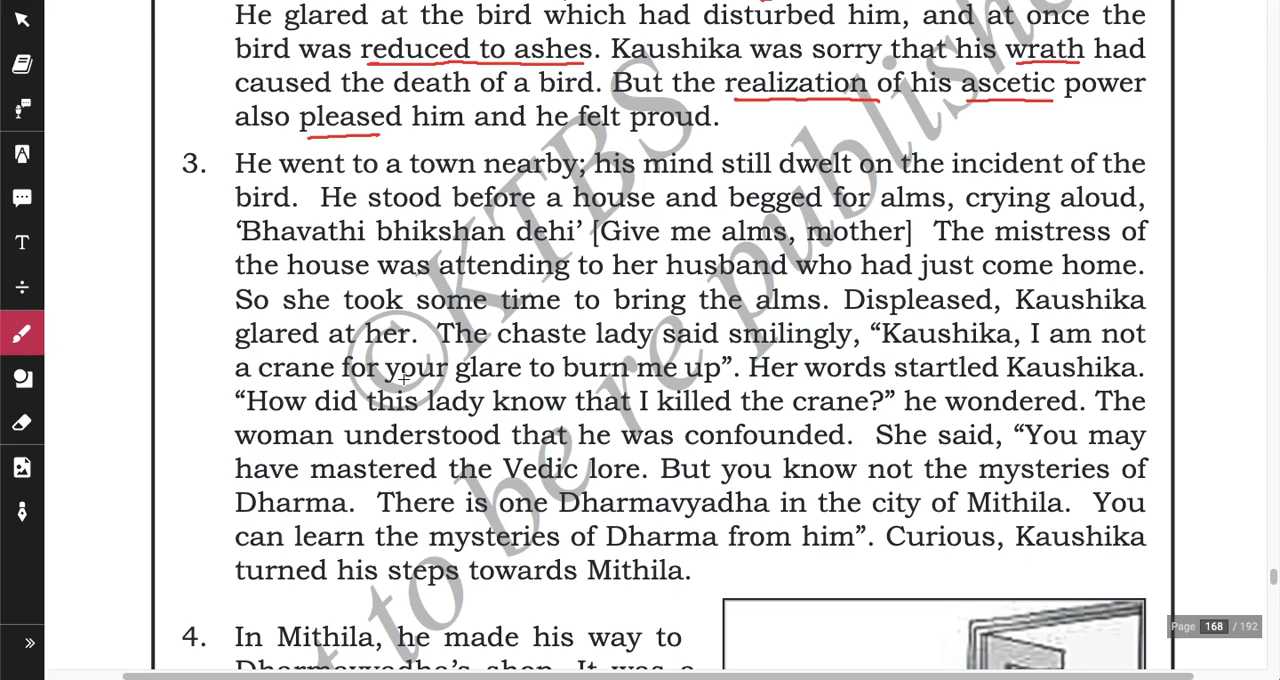 He glared at the bird which had disturbed him, and at once the
bird was reduced to ashes. Kaushika was sorry that his wrath had
caused the death of a bird. But the realization of his ascetic power
also pleased him and he felt proud.
3. He went to a town nearby; his mind still dwelt on the incident of the
bird. He stood before a house and begged for alms, crying aloud,
‘Bhavathi bhikshan dehi’ [Give me alms, mother] The mistress of
the house was attending to her husband who had just come home.
So she took some time to bring the alms. Displeased, Kaushika
glared at her. The chaste lady said smilingly, “Kaushika, I am not
a crane for your glare to burn me up”. Her words startled Kaushika.
“How did this lady know that I killed the crane?” he wondered. The
woman understood that he was confounded. She said, “You may
have mastered the Vedic lore. But you know not the mysteries of
Dharma. There is one Dharmavyadha in the city of Mithila. You
can learn the mysteries of Dharma from him”. Curious, Kaushika
turned his steps towards Mithila.
4. In Mithila, he made his way to
Dharmavyadha’s shop. It was a
©KTBS
t to be re publishe
Page 168 / 192
T